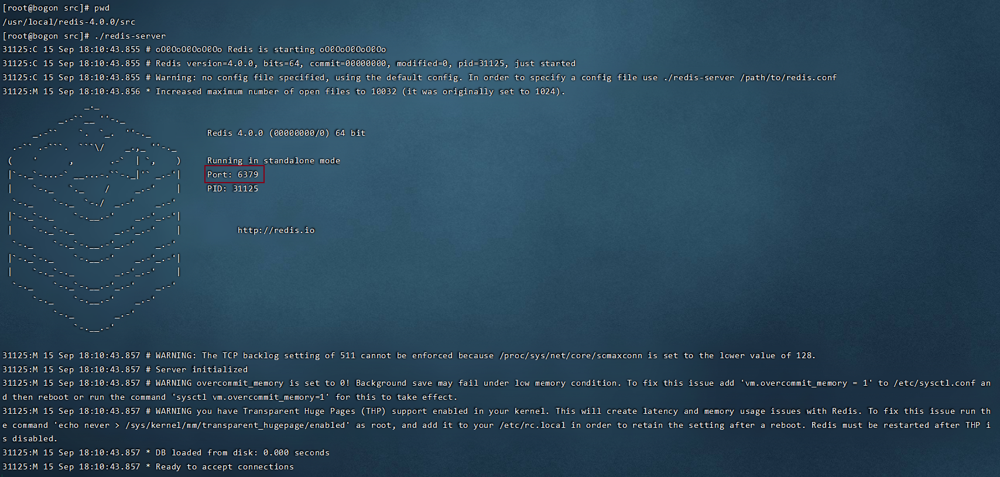 [root@bogon src]# pwd
/usr/local/redis-4.0.0/src
[root@bogon src]# ./redis-server
31125:C 15 Sep 18:10:43.855 # oO0OoO0OoO0Oo Redis is starting oO0OoO0OoO0Oo
31125:C 15 Sep 18:10:43.855 # Redis version=4.0.0, bits=64, commit=00000000, modified=0, pid=31125, just started
31125:C 15 Sep 18:10:43.855 # Warning: no config file specified, using the default config. In order to specify a config file use ./redis-server /path/to/redis.conf
31125:M 15 Sep 18:10:43.856 * Increased maximum number of open files to 10032 (it was originally set to 1024).
Redis 4.0.0 (00000000/0) 64 bit
Running in standalone mode
Port: 6379
PID: 31125
http://redis.io
31125:M 15 Sep 18:10:43.857 # WARNING: The TCP backlog setting of 511 cannot be enforced because /proc/sys/net/core/somaxconn is set to the lower value of 128.
31125:M 15 Sep 18:10:43.857 # Server initialized
31125:M 15 Sep 18:10:43.857 # WARNING overcommit_memory is set to 0! Background save may fail under low memory condition. To fix this issue add 'vm.overcommit_memory = 1' to /etc/sysctl.conf an
d then reboot or run the command 'sysctl vm.overcommit_memory=1' for this to take effect.
31125:M 15 Sep 18:10:43.857 # WARNING you have Transparent Huge Pages (THP) support enabled in your kernel. This will create latency and memory usage issues with Redis. To fix this issue run th
e command 'echo never > /sys/kernel/mm/transparent_hugepage/enabled' as root, and add it to your /etc/rc.local in order to retain the setting after a reboot. Redis must be restarted after THP i
s disabled.
31125:M 15 Sep 18:10:43.857 * DB loaded from disk: 0.000 seconds
31125:M 15 Sep 18:10:43.857 * Ready to accept connections